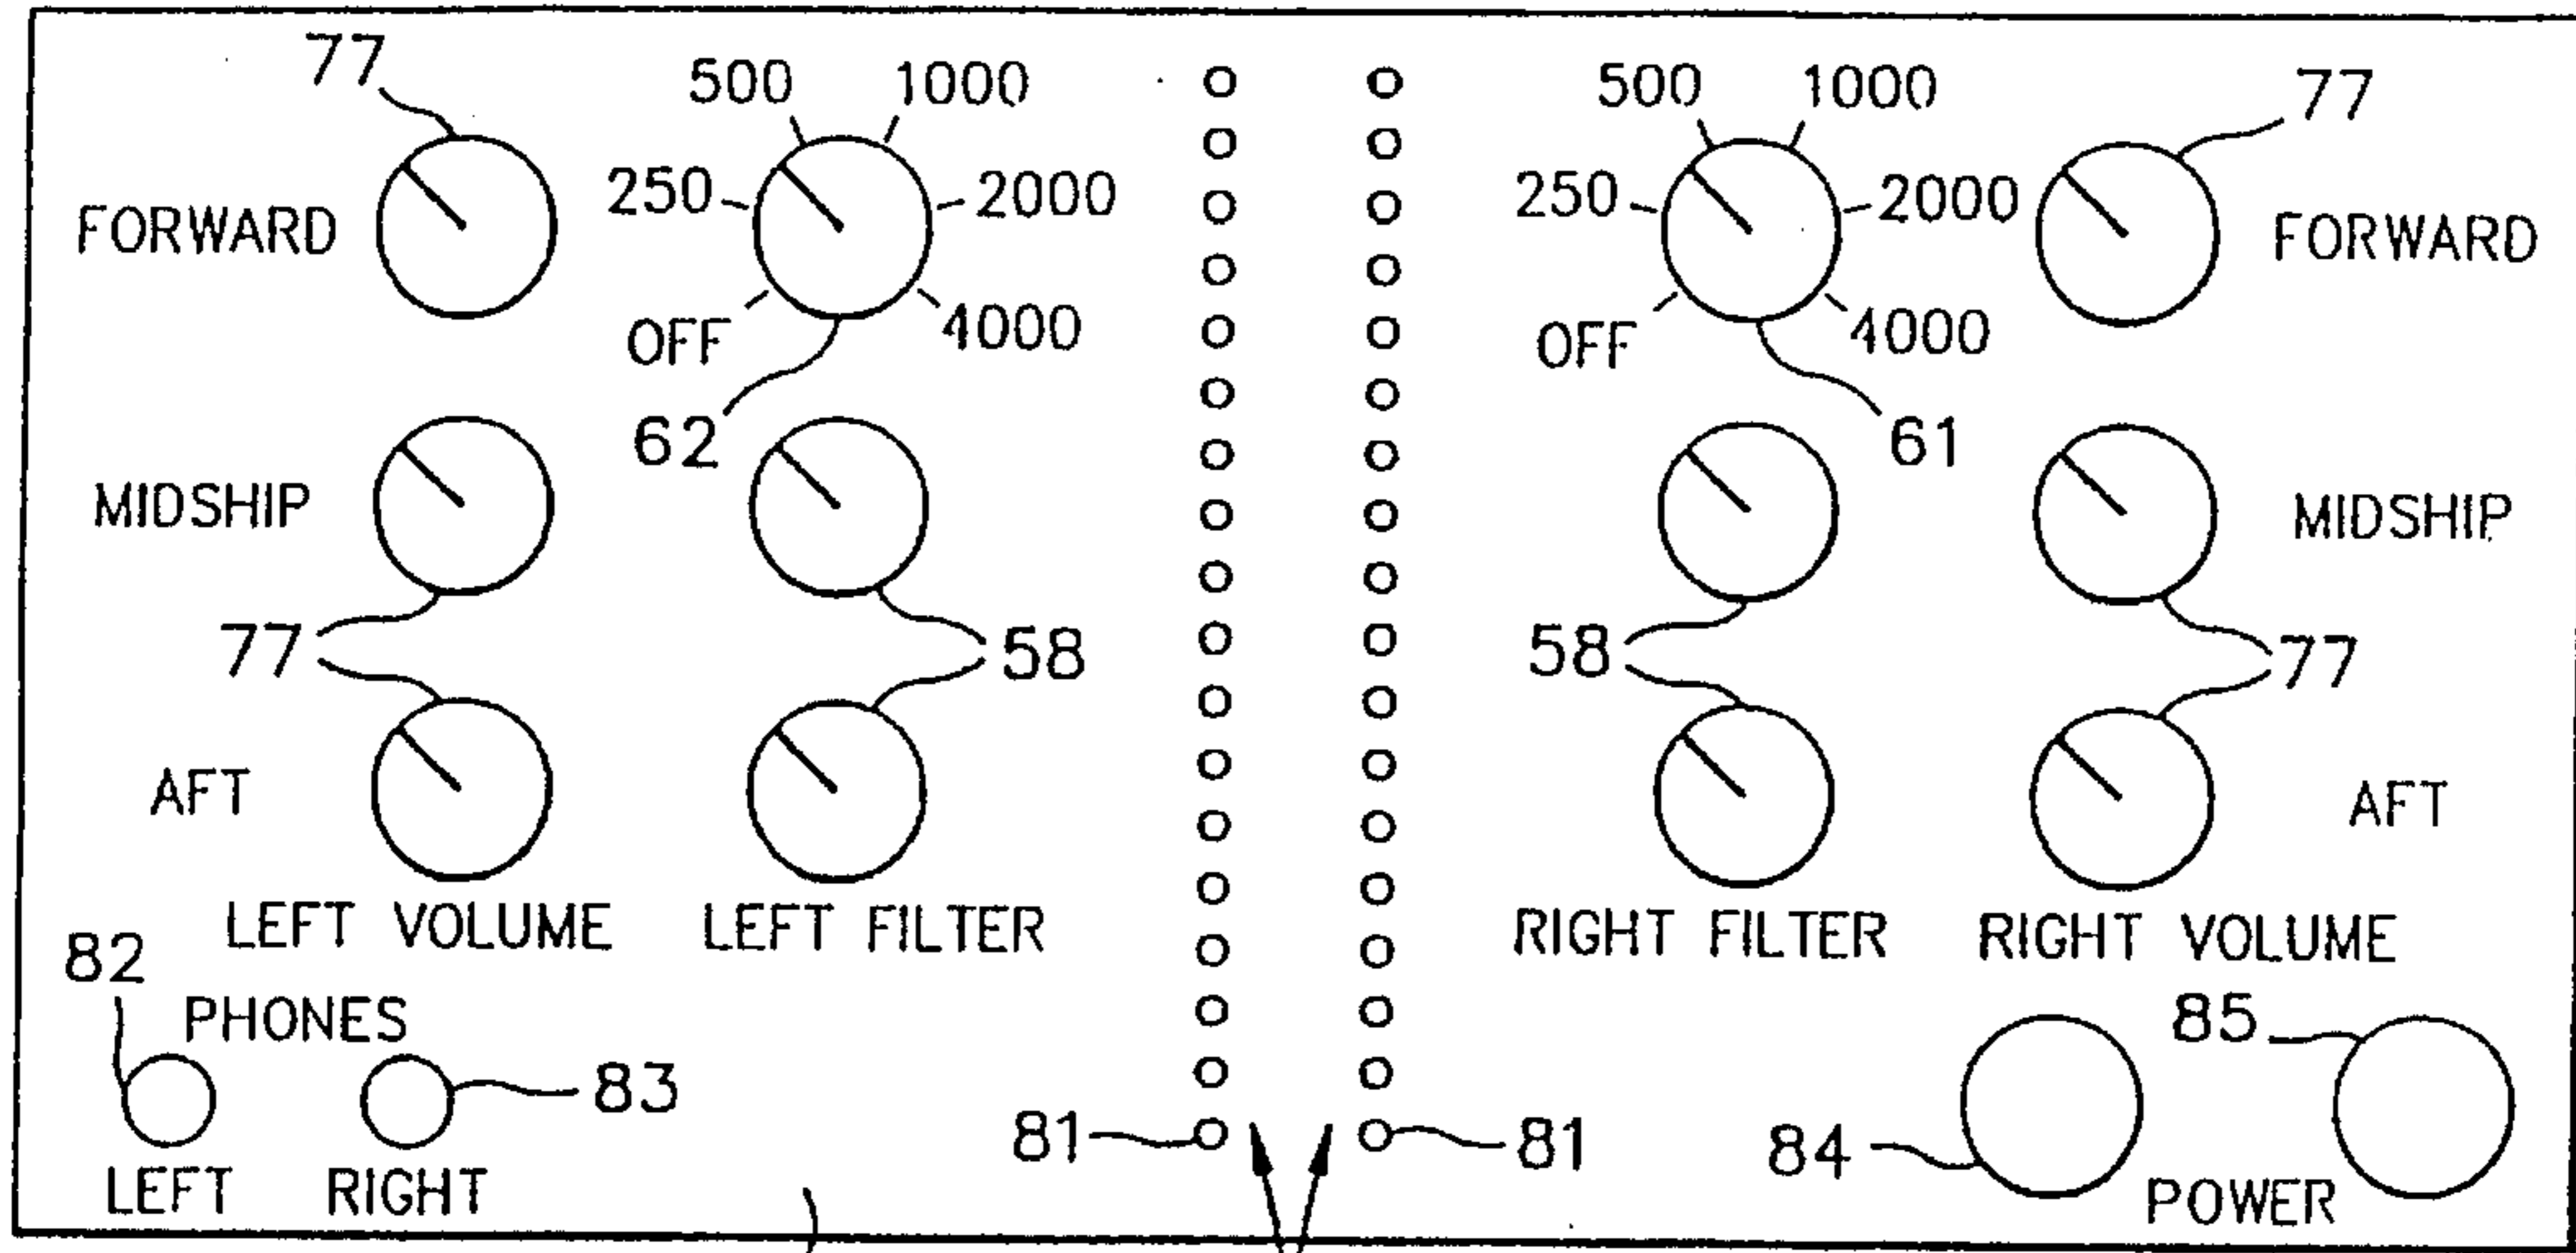 77 500 1000 500 1000 77
250 2000 250 2000
FORWARD FORWARD
OFF 4000 OFF 4000
62 61
MIDSHIP MIDSHIP
77 58 58 77
AFT AFT
LEFT VOLUME LEFT FILTER RIGHT FILTER RIGHT VOLUME
82 PHONES 85
83
81 81 84
LEFT RIGHT POWER